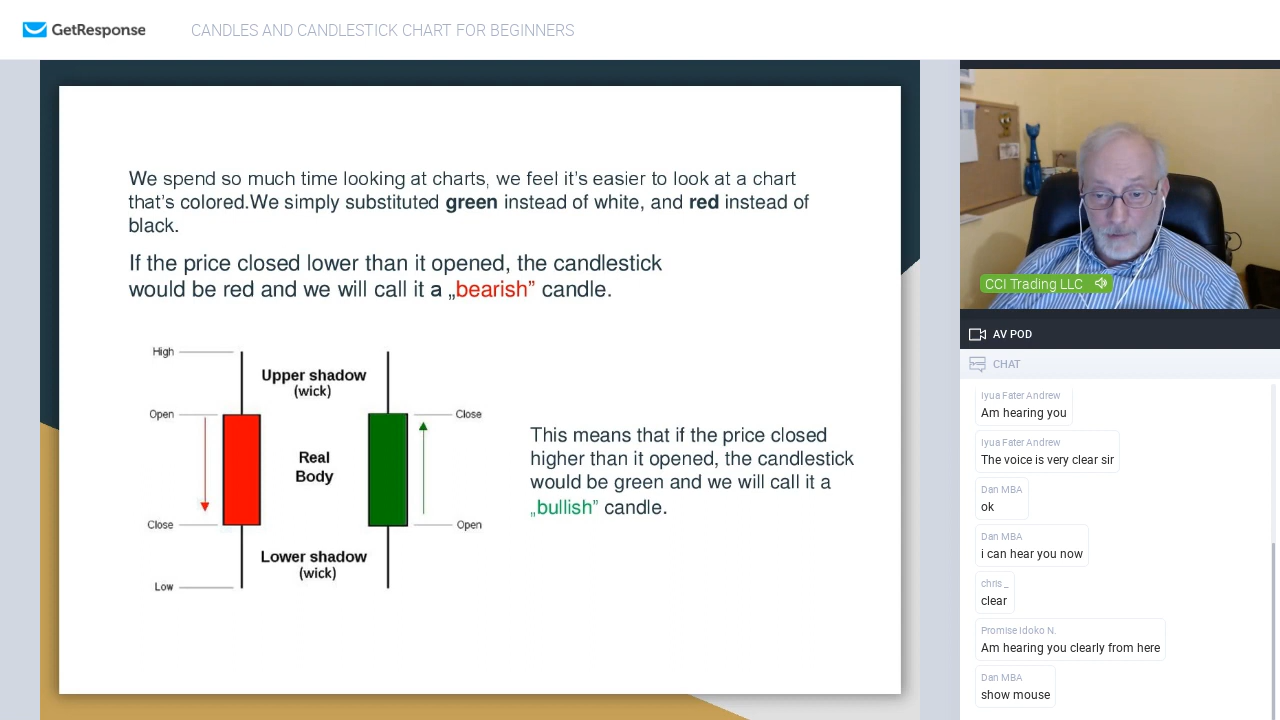 GetResponse
CANDLES AND CANDLESTICK CHART FOR BEGINNERS
We spend so much time looking at charts, we feel it's easier to look at a chart
that's colored.We simply substituted green instead of white, and red instead of
black.
If the price closed lower than it opened, the candlestick
would be red and we will call it a „bearish” candle.
High
Upper shadow
(wick)
Open
Close
Real
Body
Close
Open
Lower shadow
(wick)
Low
This means that if the price closed
higher than it opened, the candlestick
would be green and we will call it a
„bullish” candle.
CCI Trading LLC
AV POD
CHAT
Iyua Fater Andrew
Am hearing you
Iyua Fater Andrew
The voice is very clear sir
Dan MBA
ok
Dan MBA
i can hear you now
chris _
clear
Promise Idoko N.
Am hearing you clearly from here
Dan MBA
show mouse